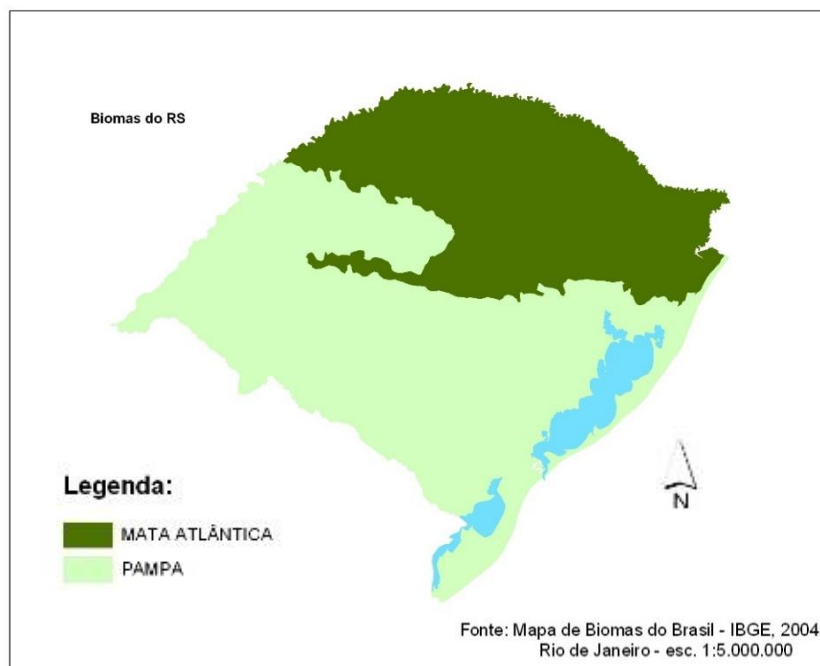 Biomas do RS
N
Legenda:
MATA ATLÂNTICA
PAMPA
Fonte: Mapa de Biomas do Brasil - IBGE, 2004
Rio de Janeiro - esc. 1:5.000.000